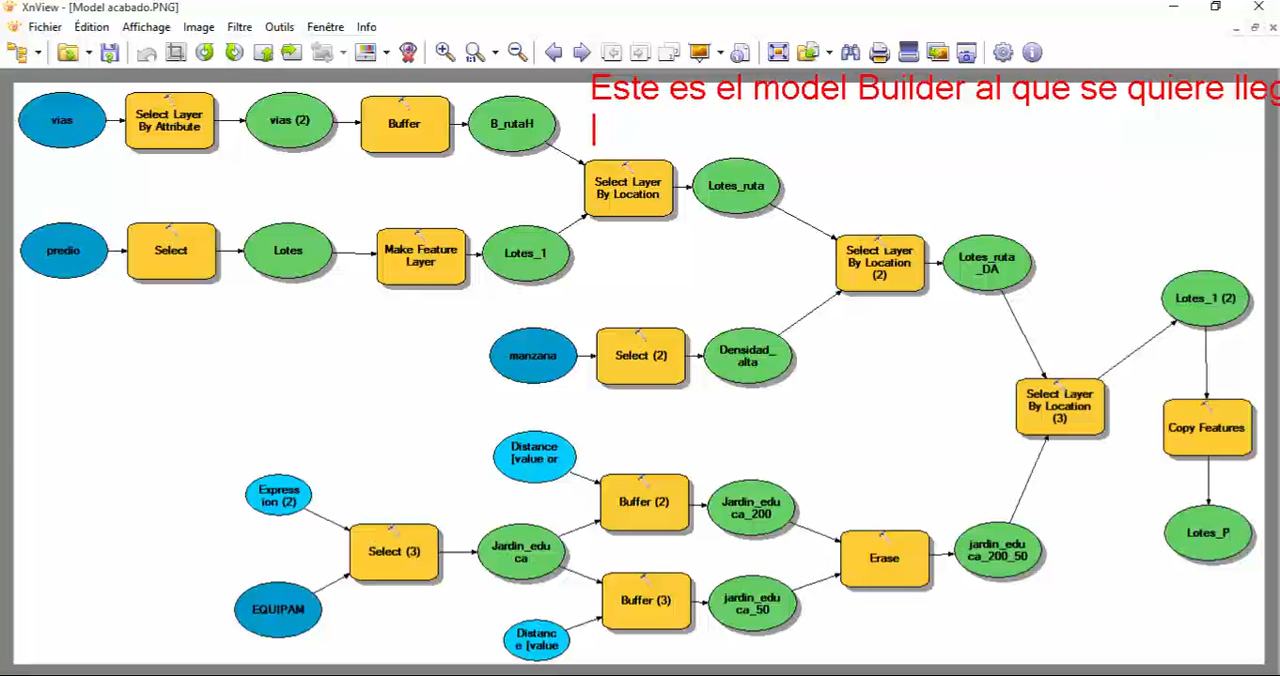 XnView - [Model acabado.PNG]
Fichier Édition Affichage Image Filtre Outils Fenêtre Info
1:1
Este es el model Builder al que se quiere lleg
vias
Select Layer
By Attribute
vias (2)
Buffer
B_rutaH
Select Layer
By Location
Lotes_ruta
predio
Select
Lotes
Make Feature
Layer
Lotes_1
Select Layer
By Location
(2)
Lotes_ruta
_DA
manzana
Select (2)
Densidad_
alta
Select Layer
By Location
(3)
Lotes_1 (2)
Copy Features
Lotes_P
Distance
[value or
Express
ion (2)
Buffer (2)
Jardin_edu
ca_200
Select (3)
Jardin_edu
ca
Erase
jardin_edu
ca_200_50
EQUIPAM
Buffer (3)
jardin_edu
ca_50
Distanc
e [value